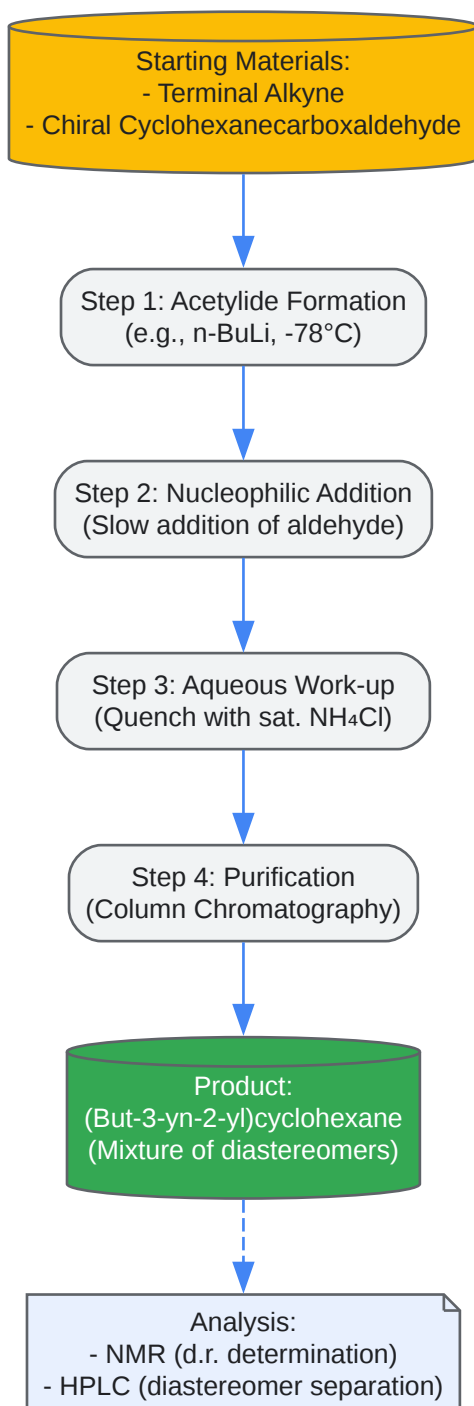 Starting Materials:
- Terminal Alkyne
- Chiral Cyclohexanecarboxaldehyde
Step 1: Acetylide Formation
(e.g., n-BuLi, -78°C)
Step 2: Nucleophilic Addition
(Slow addition of aldehyde)
Step 3: Aqueous Work-up
(Quench with sat. NH₄Cl)
Step 4: Purification
(Column Chromatography)
Product:
(But-3-yn-2-yl)cyclohexane
(Mixture of diastereomers)
Analysis:
- NMR (d.r. determination)
- HPLC (diastereomer separation)